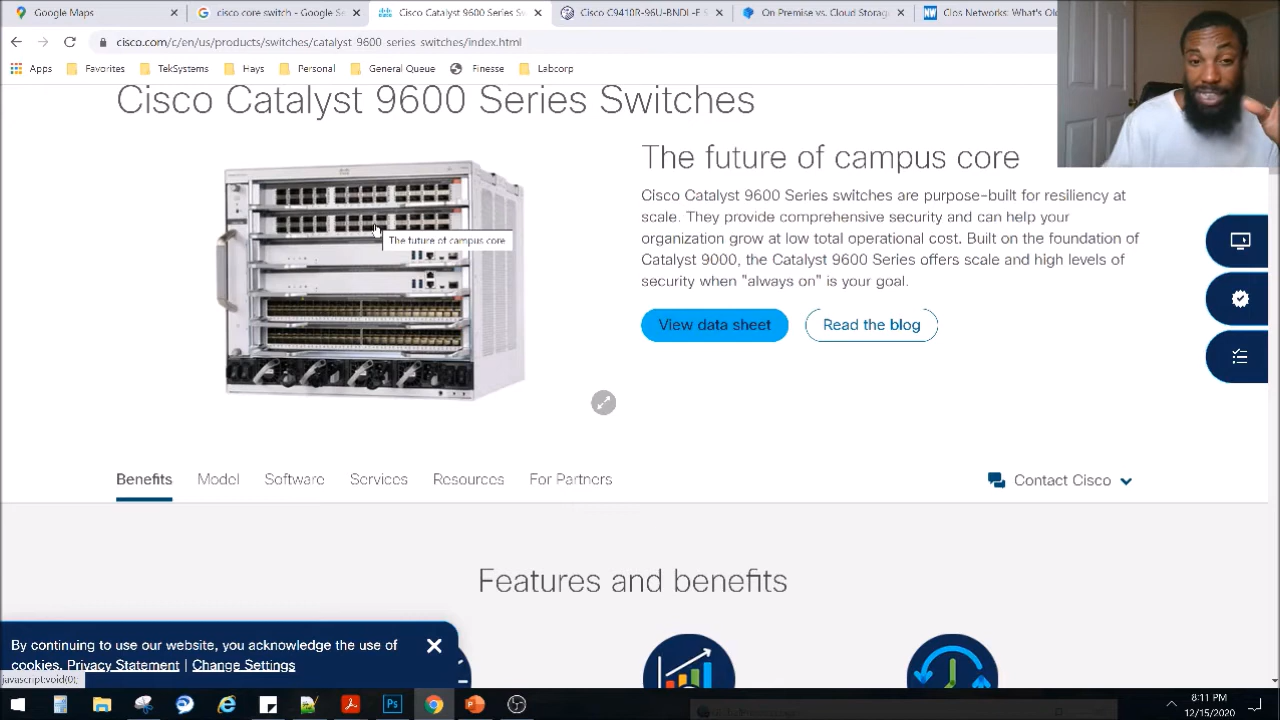 Google Maps
cisco core switch - Google Se
Cisco Catalyst 9600 Series Sw
Cisco C9410R-96U-BNDL-E S
On Premise vs. Cloud Storage
Clos Networks: What's Old
cisco.com/c/en/us/products/switches/catalyst-9600-series-switches/index.html
Apps
Favorites
TekSystems
Hays
Personal
General Queue
Finesse
Labcorp
Cisco Catalyst 9600 Series Switches
The future of campus core
The future of campus core
Cisco Catalyst 9600 Series switches are purpose-built for resiliency at
scale. They provide comprehensive security and can help your
organization grow at low total operational cost. Built on the foundation of
Catalyst 9000, the Catalyst 9600 Series offers scale and high levels of
security when "always on" is your goal.
View data sheet
Read the blog
Benefits
Model
Software
Services
Resources
For Partners
Contact Cisco
Features and benefits
By continuing to use our website, you acknowledge the use of
cookies. Privacy Statement | Change Settings
javascript:void(0);
Ps
8:11 PM
12/15/2020